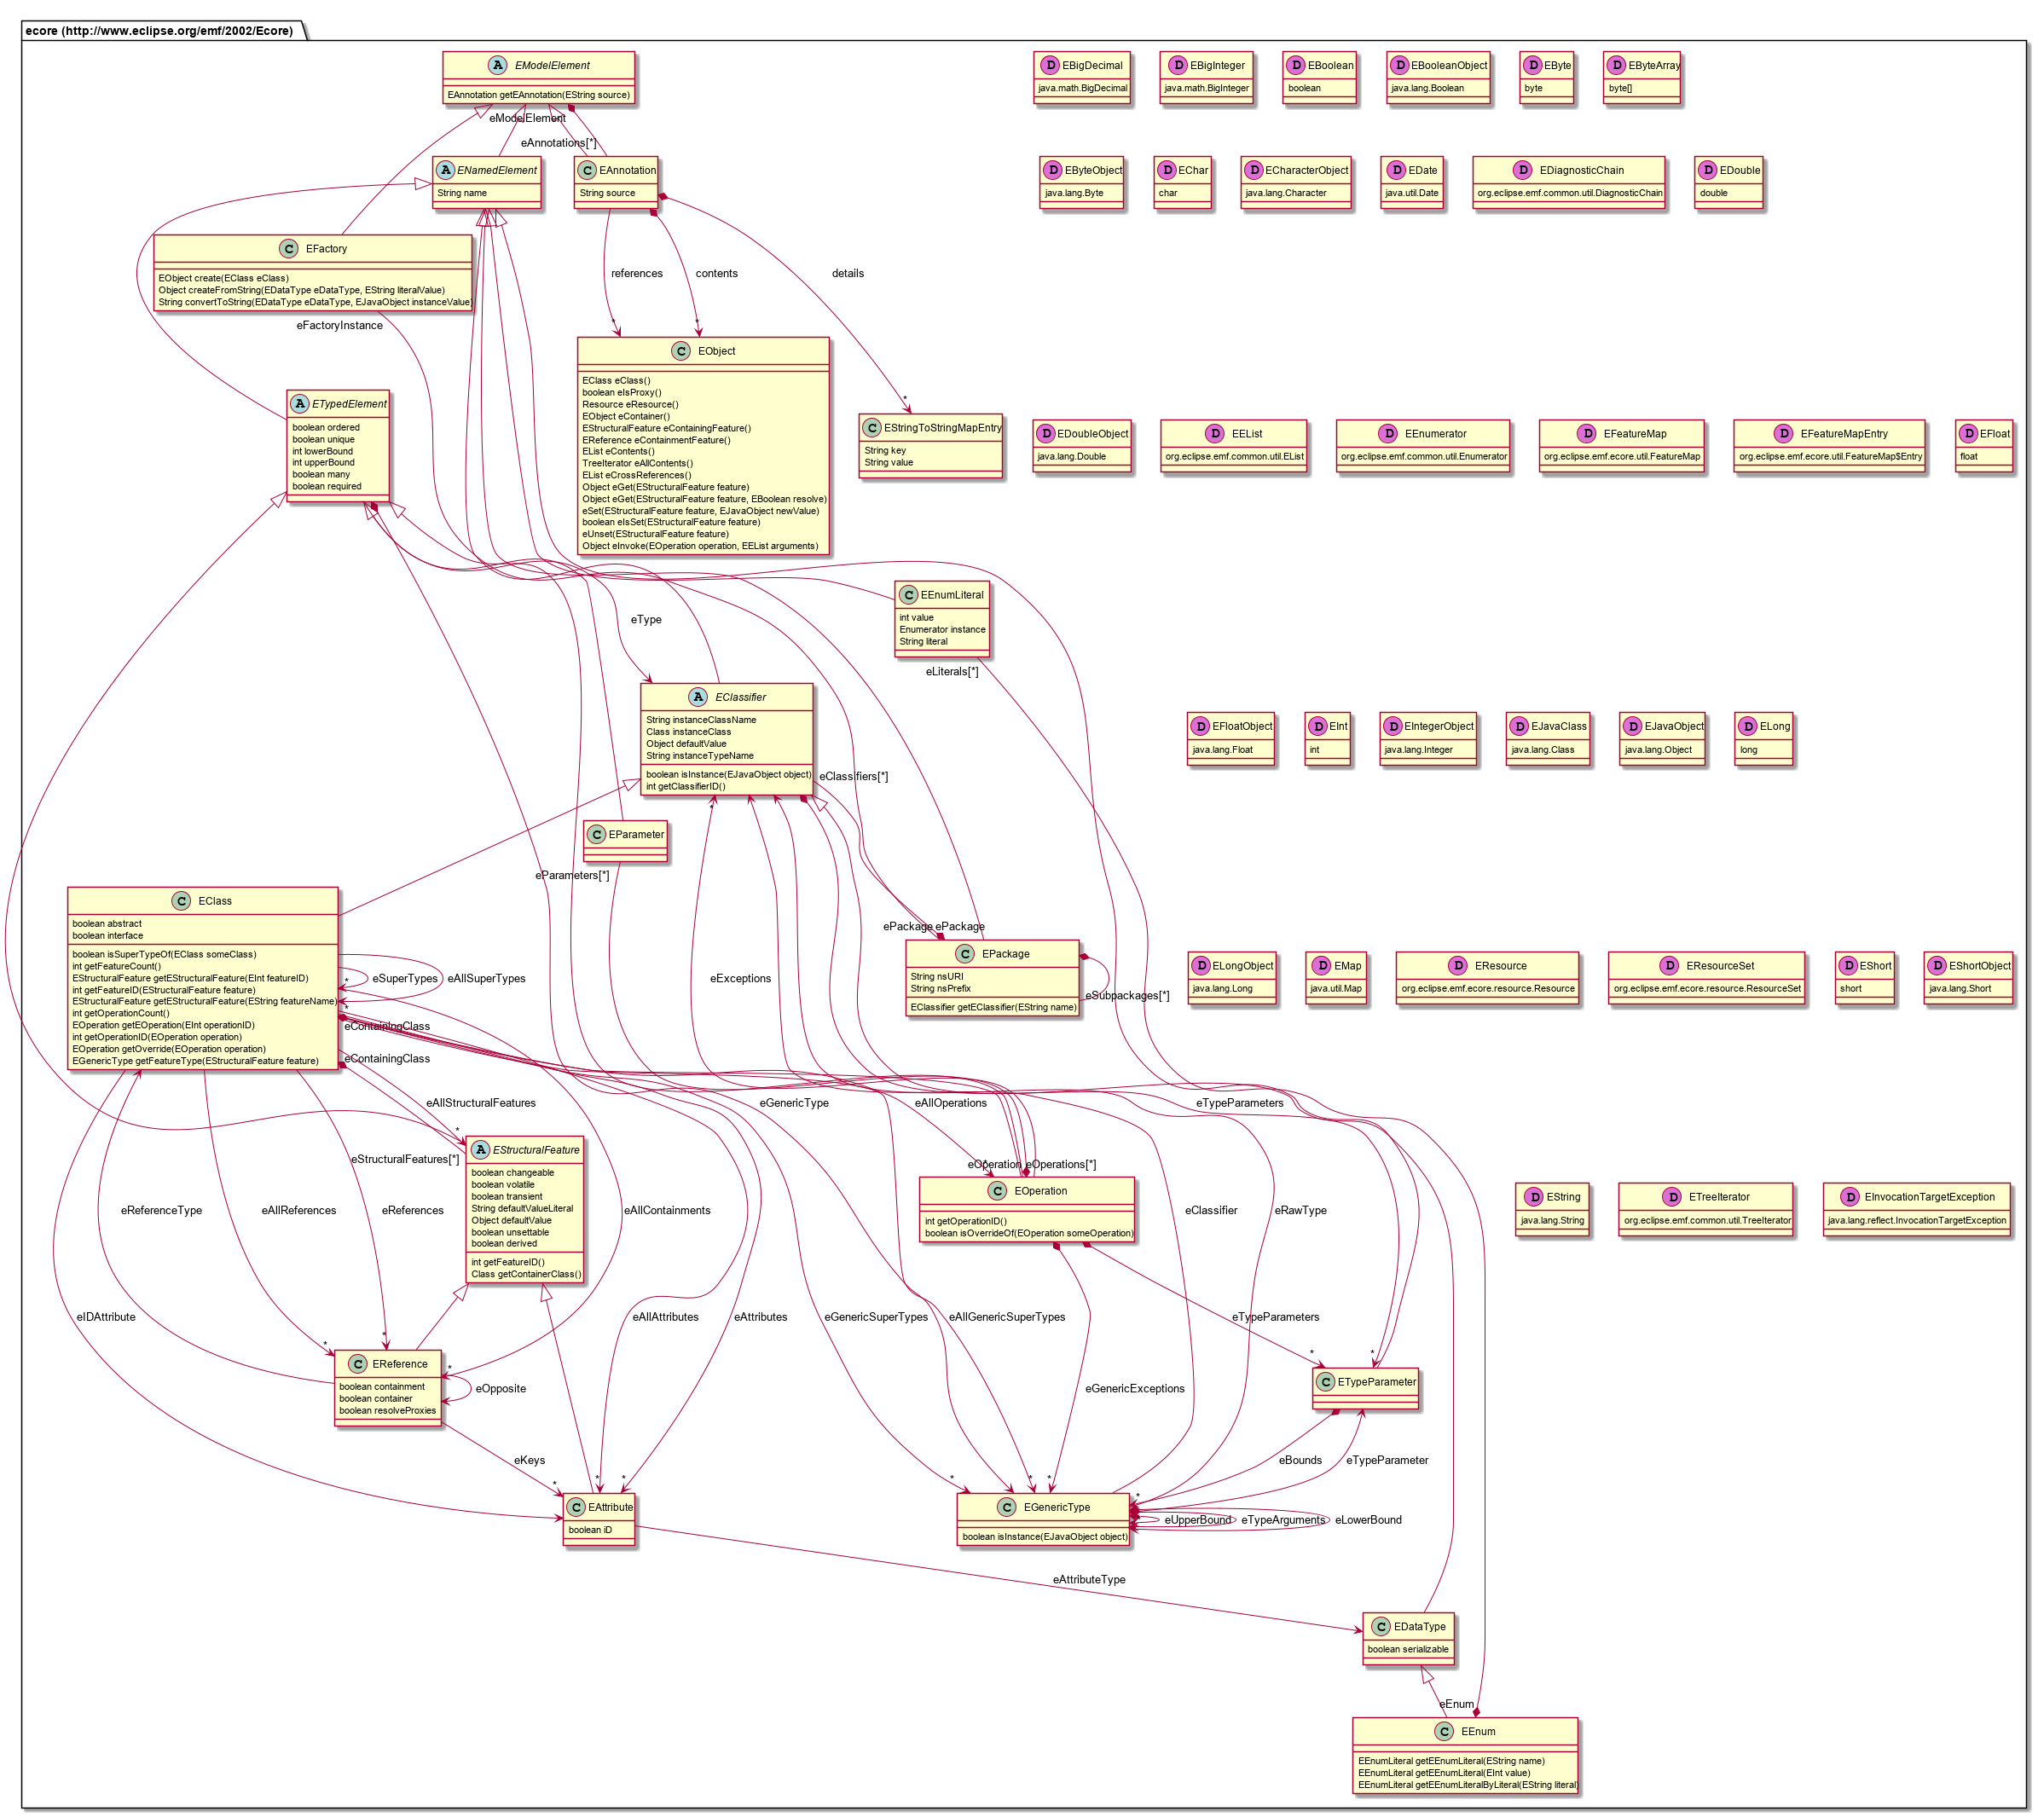 ecore (http://www.eclipse.org/emf/2002/Ecore)
A EModelElement
EAnnotation getEAnnotation(EString source)
D EBigDecimal
java.math.BigDecimal
D EBigInteger
java.math.BigInteger
D EBoolean
boolean
D EBooleanObject
java.lang.Boolean
D EByte
byte
D EByteArray
byte[]
eModelElement
eAnnotations[*]
A ENamedElement
String name
C EAnnotation
String source
D EByteObject
java.lang.Byte
D EChar
char
D ECharacterObject
java.lang.Character
D EDate
java.util.Date
D EDiagnosticChain
org.eclipse.emf.common.util.DiagnosticChain
D EDouble
double
C EFactory
EObject create(EClass eClass)
Object createFromString(EDataType eDataType, EString literalValue)
String convertToString(EDataType eDataType, EJavaObject instanceValue)
references
contents
details
eFactoryInstance
*
*
*
C EObject
EClass eClass()
boolean eIsProxy()
Resource eResource()
EObject eContainer()
EStructuralFeature eContainingFeature()
EReference eContainmentFeature()
EList eContents()
TreeIterator eAllContents()
EList eCrossReferences()
Object eGet(EStructuralFeature feature)
Object eGet(EStructuralFeature feature, EBoolean resolve)
eSet(EStructuralFeature feature, EJavaObject newValue)
boolean eIsSet(EStructuralFeature feature)
eUnset(EStructuralFeature feature)
Object eInvoke(EOperation operation, EEList arguments)
A ETypedElement
boolean ordered
boolean unique
int lowerBound
int upperBound
boolean many
boolean required
C EStringToStringMapEntry
String key
String value
D EDoubleObject
java.lang.Double
D EEList
org.eclipse.emf.common.util.EList
D EEnumerator
org.eclipse.emf.common.util.Enumerator
D EFeatureMap
org.eclipse.emf.ecore.util.FeatureMap
D EFeatureMapEntry
org.eclipse.emf.ecore.util.FeatureMap$Entry
D EFloat
float
C EEnumLiteral
int value
Enumerator instance
String literal
eType
eLiterals[*]
A EClassifier
String instanceClassName
Class instanceClass
Object defaultValue
String instanceTypeName
boolean isInstance(EJavaObject object)
int getClassifierID()
D EFloatObject
java.lang.Float
D EInt
int
D EIntegerObject
java.lang.Integer
D EJavaClass
java.lang.Class
D EJavaObject
java.lang.Object
D ELong
long
eClassifiers[*]
*
C EParameter
eParameters[*]
C EClass
boolean abstract
boolean interface
boolean isSuperTypeOf(EClass someClass)
int getFeatureCount()
EStructuralFeature getEStructuralFeature(EInt featureID)
int getFeatureID(EStructuralFeature feature)
EStructuralFeature getEStructuralFeature(EString featureName)
int getOperationCount()
EOperation getEOperation(EInt operationID)
int getOperationID(EOperation operation)
EOperation getOverride(EOperation operation)
EGenericType getFeatureType(EStructuralFeature feature)
*
eSuperTypes
eAllSuperTypes
*
eExceptions
ePackage
ePackage
C EPackage
String nsURI
String nsPrefix
EClassifier getEClassifier(EString name)
eSubpackages[*]
D ELongObject
java.lang.Long
D EMap
java.util.Map
D EResource
org.eclipse.emf.ecore.resource.Resource
D EResourceSet
org.eclipse.emf.ecore.resource.ResourceSet
D EShort
short
D EShortObject
java.lang.Short
eContainingClass
eContainingClass
eAllStructuralFeatures
eGenericType
eAllOperations
eTypeParameters
*
eStructuralFeatures[*]
A EStructuralFeature
boolean changeable
boolean volatile
boolean transient
String defaultValueLiteral
Object defaultValue
boolean unsettable
boolean derived
int getFeatureID()
Class getContainerClass()
eOperation
*
eOperations[*]
C EOperation
int getOperationID()
boolean isOverrideOf(EOperation someOperation)
eReferenceType
eAllReferences
eReferences
eAllContainments
eClassifier
eRawType
D EString
java.lang.String
D ETreeIterator
org.eclipse.emf.common.util.TreeIterator
D EInvocationTargetException
java.lang.reflect.InvocationTargetException
eIDAttribute
eAllAttributes
eAttributes
eGenericSuperTypes
eAllGenericSuperTypes
eTypeParameters
*
*
*
*
*
C EReference
boolean containment
boolean container
boolean resolveProxies
eOpposite
eGenericExceptions
C ETypeParameter
eKeys
eBounds
eTypeParameter
*
*
*
*
*
*
*
C EAttribute
boolean iD
C EGenericType
boolean isInstance(EJavaObject object)
*
eUpperBound
eTypeArguments
eLowerBound
eAttributeType
C EDataType
boolean serializable
eEnum
C EEnum
EEnumLiteral getEEnumLiteral(EString name)
EEnumLiteral getEEnumLiteral(EInt value)
EEnumLiteral getEEnumLiteralByLiteral(EString literal)